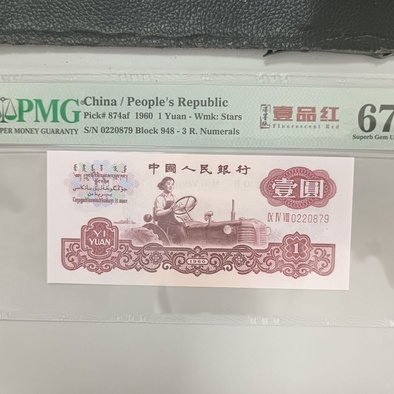 PMG
PER MONEY GUARANTY
China / People's Republic
Pick# 874af 1960 1 Yuan - Wmk: Stars
S/N 0220879 Block 948 - 3 R. Numerals
壹品红
Fluorescent Red
67
Superb Gem U
中國人民銀行
壹圓
IX IV VIII 0220879
YI
YUAN
1960
1